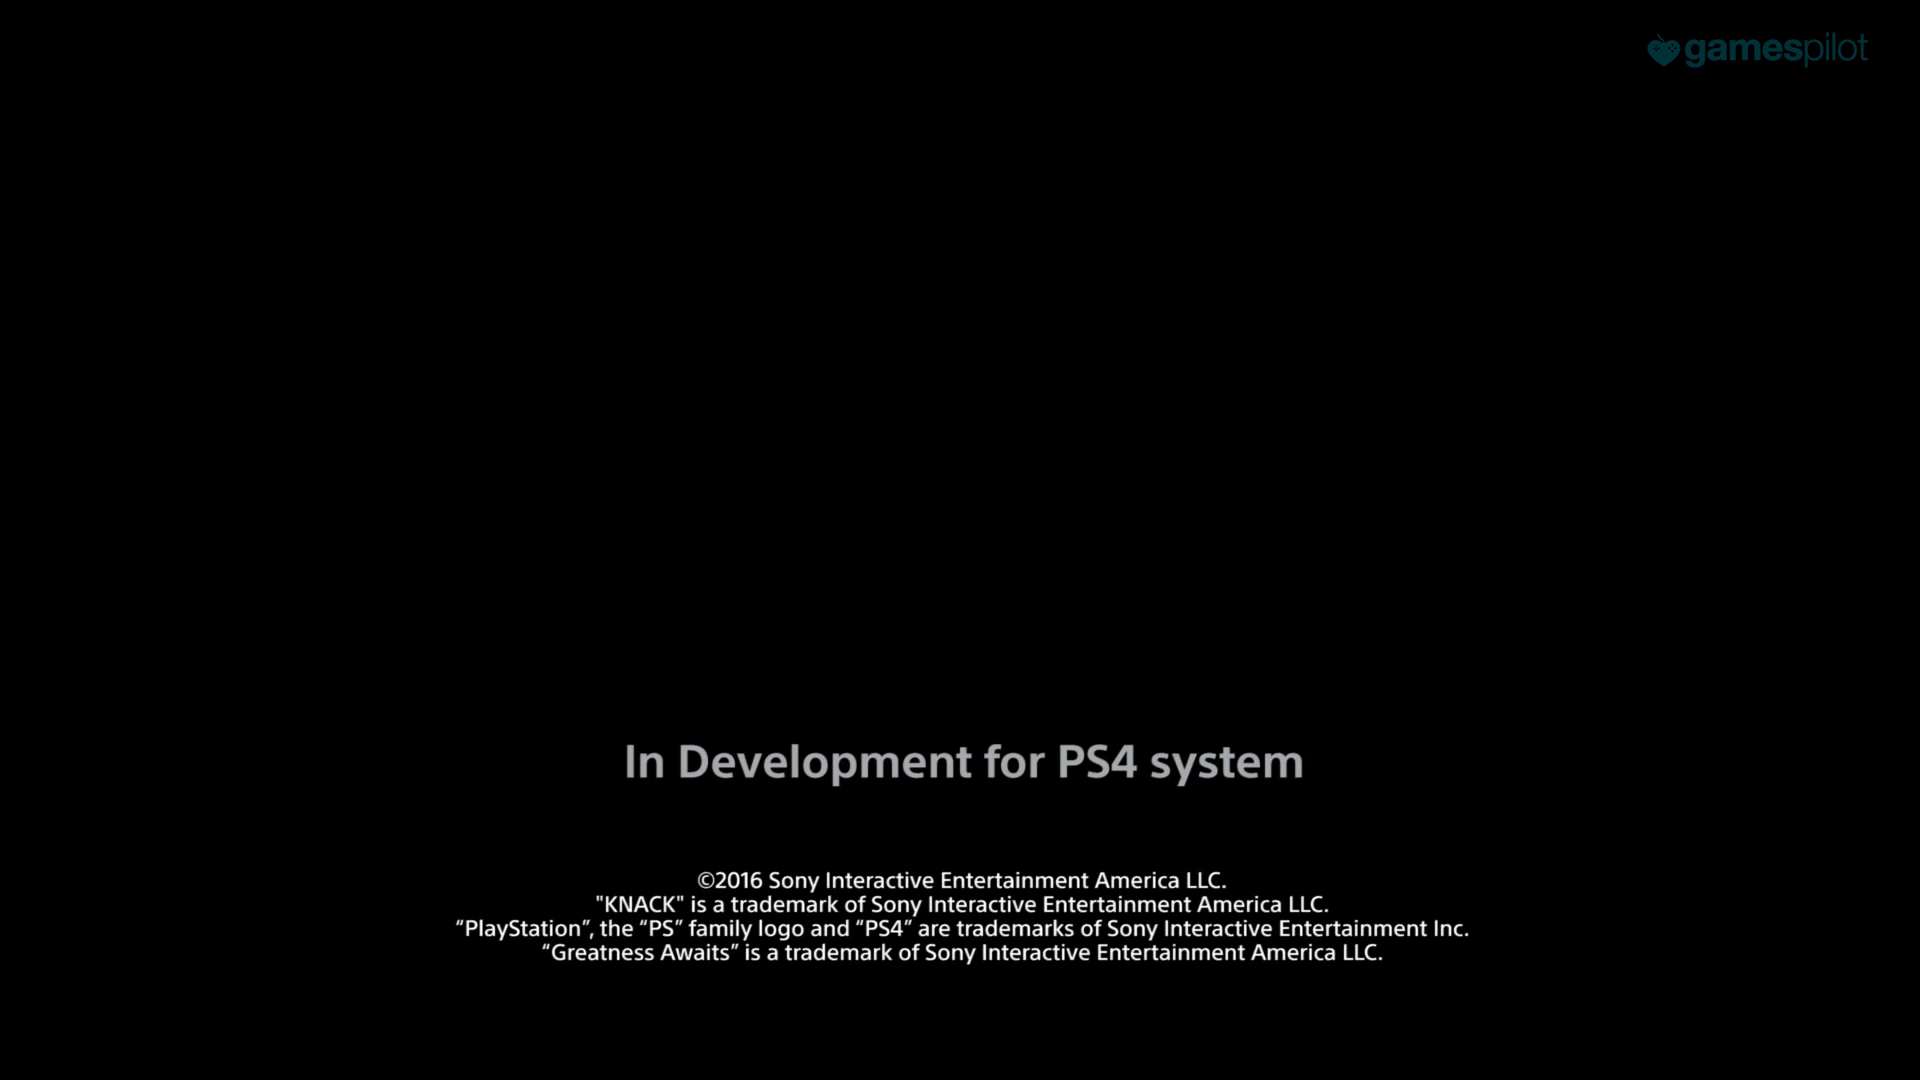 gamespilot
In Development for PS4 system
©2016 Sony Interactive Entertainment America LLC.
"KNACK" is a trademark of Sony Interactive Entertainment America LLC.
“PlayStation”, the “PS” family logo and “PS4” are trademarks of Sony Interactive Entertainment Inc.
“Greatness Awaits” is a trademark of Sony Interactive Entertainment America LLC.